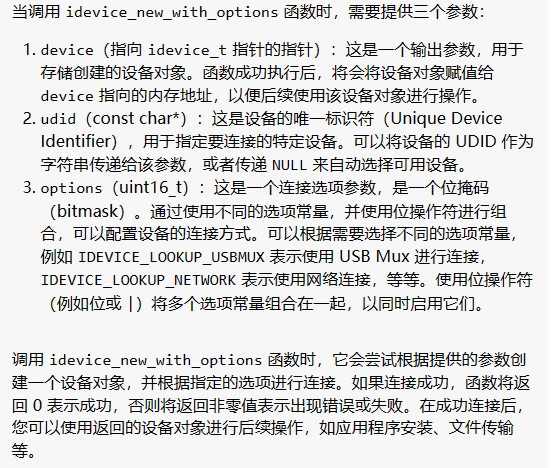 当调用 idevice_new_with_options 函数时，需要提供三个参数：
1. device（指向 idevice_t 指针的指针）：这是一个输出参数，用于
存储创建的设备对象。函数成功执行后，将会将设备对象赋值给
device 指向的内存地址，以便后续使用该设备对象进行操作。
2. udid（const char*）：这是设备的唯一标识符（Unique Device
Identifier），用于指定要连接的特定设备。可以将设备的 UDID 作为
字符串传递给该参数，或者传递 NULL 来自动选择可用设备。
3. options（uint16_t）：这是一个连接选项参数，是一个位掩码
（bitmask）。通过使用不同的选项常量，并使用位操作符进行组
合，可以配置设备的连接方式。可以根据需要选择不同的选项常量，
例如 IDEVICE_LOOKUP_USBMUX 表示使用 USB Mux 进行连接，
IDEVICE_LOOKUP_NETWORK 表示使用网络连接，等等。使用位操作符
（例如位或 |）将多个选项常量组合在一起，以同时启用它们。
调用 idevice_new_with_options 函数时，它会尝试根据提供的参数创
建一个设备对象，并根据指定的选项进行连接。如果连接成功，函数将返
回 0 表示成功，否则将返回非零值表示出现错误或失败。在成功连接后，
您可以使用返回的设备对象进行后续操作，如应用程序安装、文件传输
等。